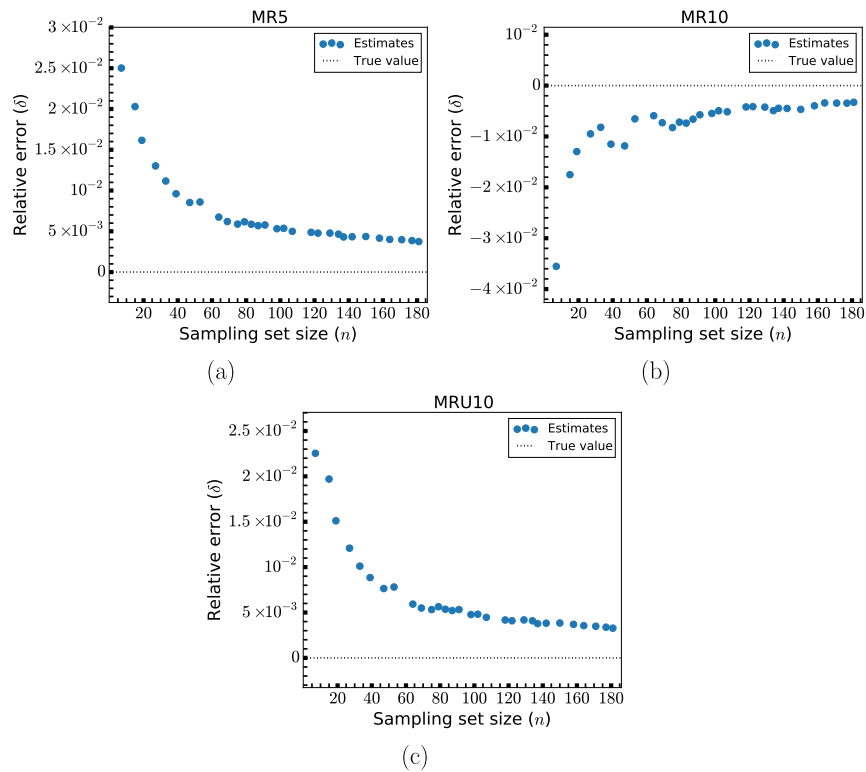 MR5
3 ×10⁻²
2.5 ×10⁻²
2 ×10⁻²
1.5 ×10⁻²
10⁻²
5 ×10⁻³
0
Relative error (δ)
Estimates
True value
20 40 60 80 100 120 140 160 180
Sampling set size (n)
(a)
MR10
10⁻²
0
−1 ×10⁻²
−2 ×10⁻²
−3 ×10⁻²
−4 ×10⁻²
Relative error (δ)
Estimates
True value
20 40 60 80 100 120 140 160 180
Sampling set size (n)
(b)
MRU10
2.5 ×10⁻²
2 ×10⁻²
1.5 ×10⁻²
10⁻²
5 ×10⁻³
0
Relative error (δ)
Estimates
True value
20 40 60 80 100 120 140 160 180
Sampling set size (n)
(c)